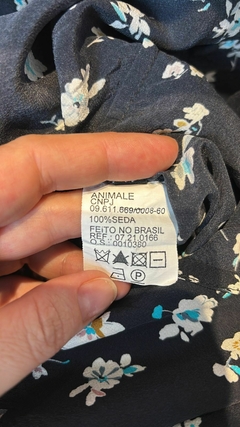 ANIMALE
CNPJ
09.611.669/0008-60
100%SEDA
FEITO NO BRASIL
REF: 07 21 0166
O.S.: 0010380
P